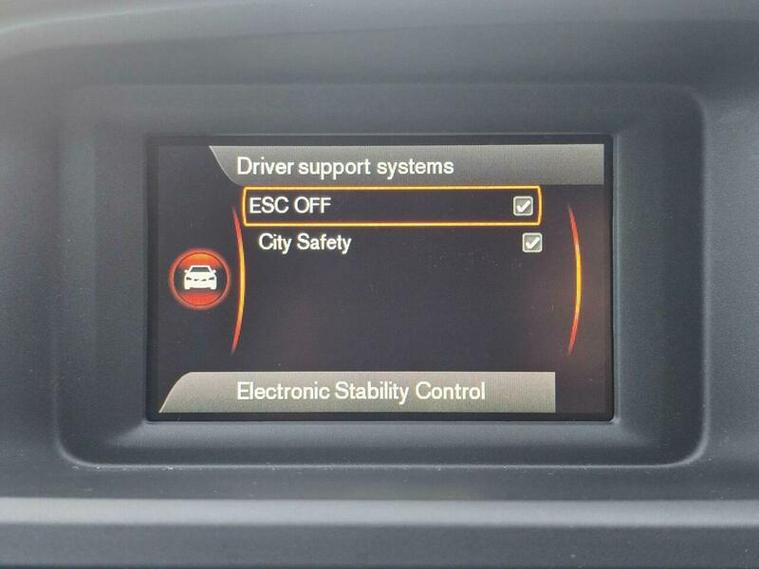 Driver support systems
ESC OFF
City Safety
Electronic Stability Control